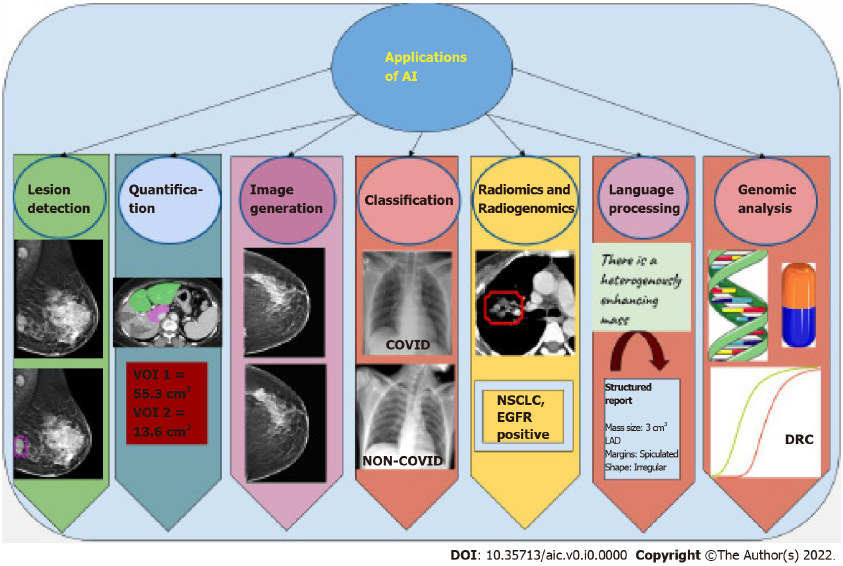 Applications
of AI
Lesion
detection
Quantifica-
tion
Image
generation
Classification
Radiomics and
Radiogenomics
Language
processing
Genomic
analysis
VOI 1 =
55.3 cm³
VOI 2 =
13.6 cm³
COVID
NON-COVID
NSCLC,
EGFR
positive
There is a
heterogenously
enhancing
mass
Structured
report
Mass size: 3 cm³
LAD
Margins: Spiculated
Shape: Irregular
DRC
DOI: 10.35713/aic.v0.i0.0000 Copyright ©The Author(s) 2022.